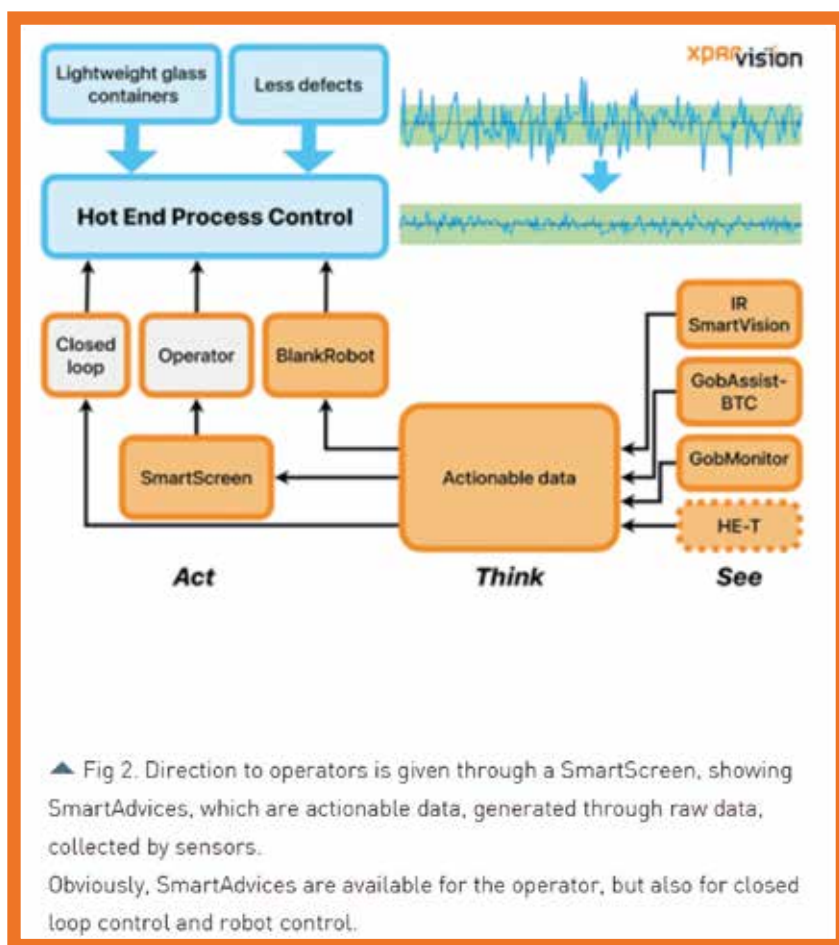 Lightweight glass
containers
Less defects
xparvision
Hot End Process Control
Closed
loop
Operator
BlankRobot
IR
SmartVision
GobAssist-
BTC
SmartScreen
Actionable data
GobMonitor
HE-T
Act
Think
See
Fig 2. Direction to operators is given through a SmartScreen, showing
SmartAdvices, which are actionable data, generated through raw data,
collected by sensors.
Obviously, SmartAdvices are available for the operator, but also for closed
loop control and robot control.